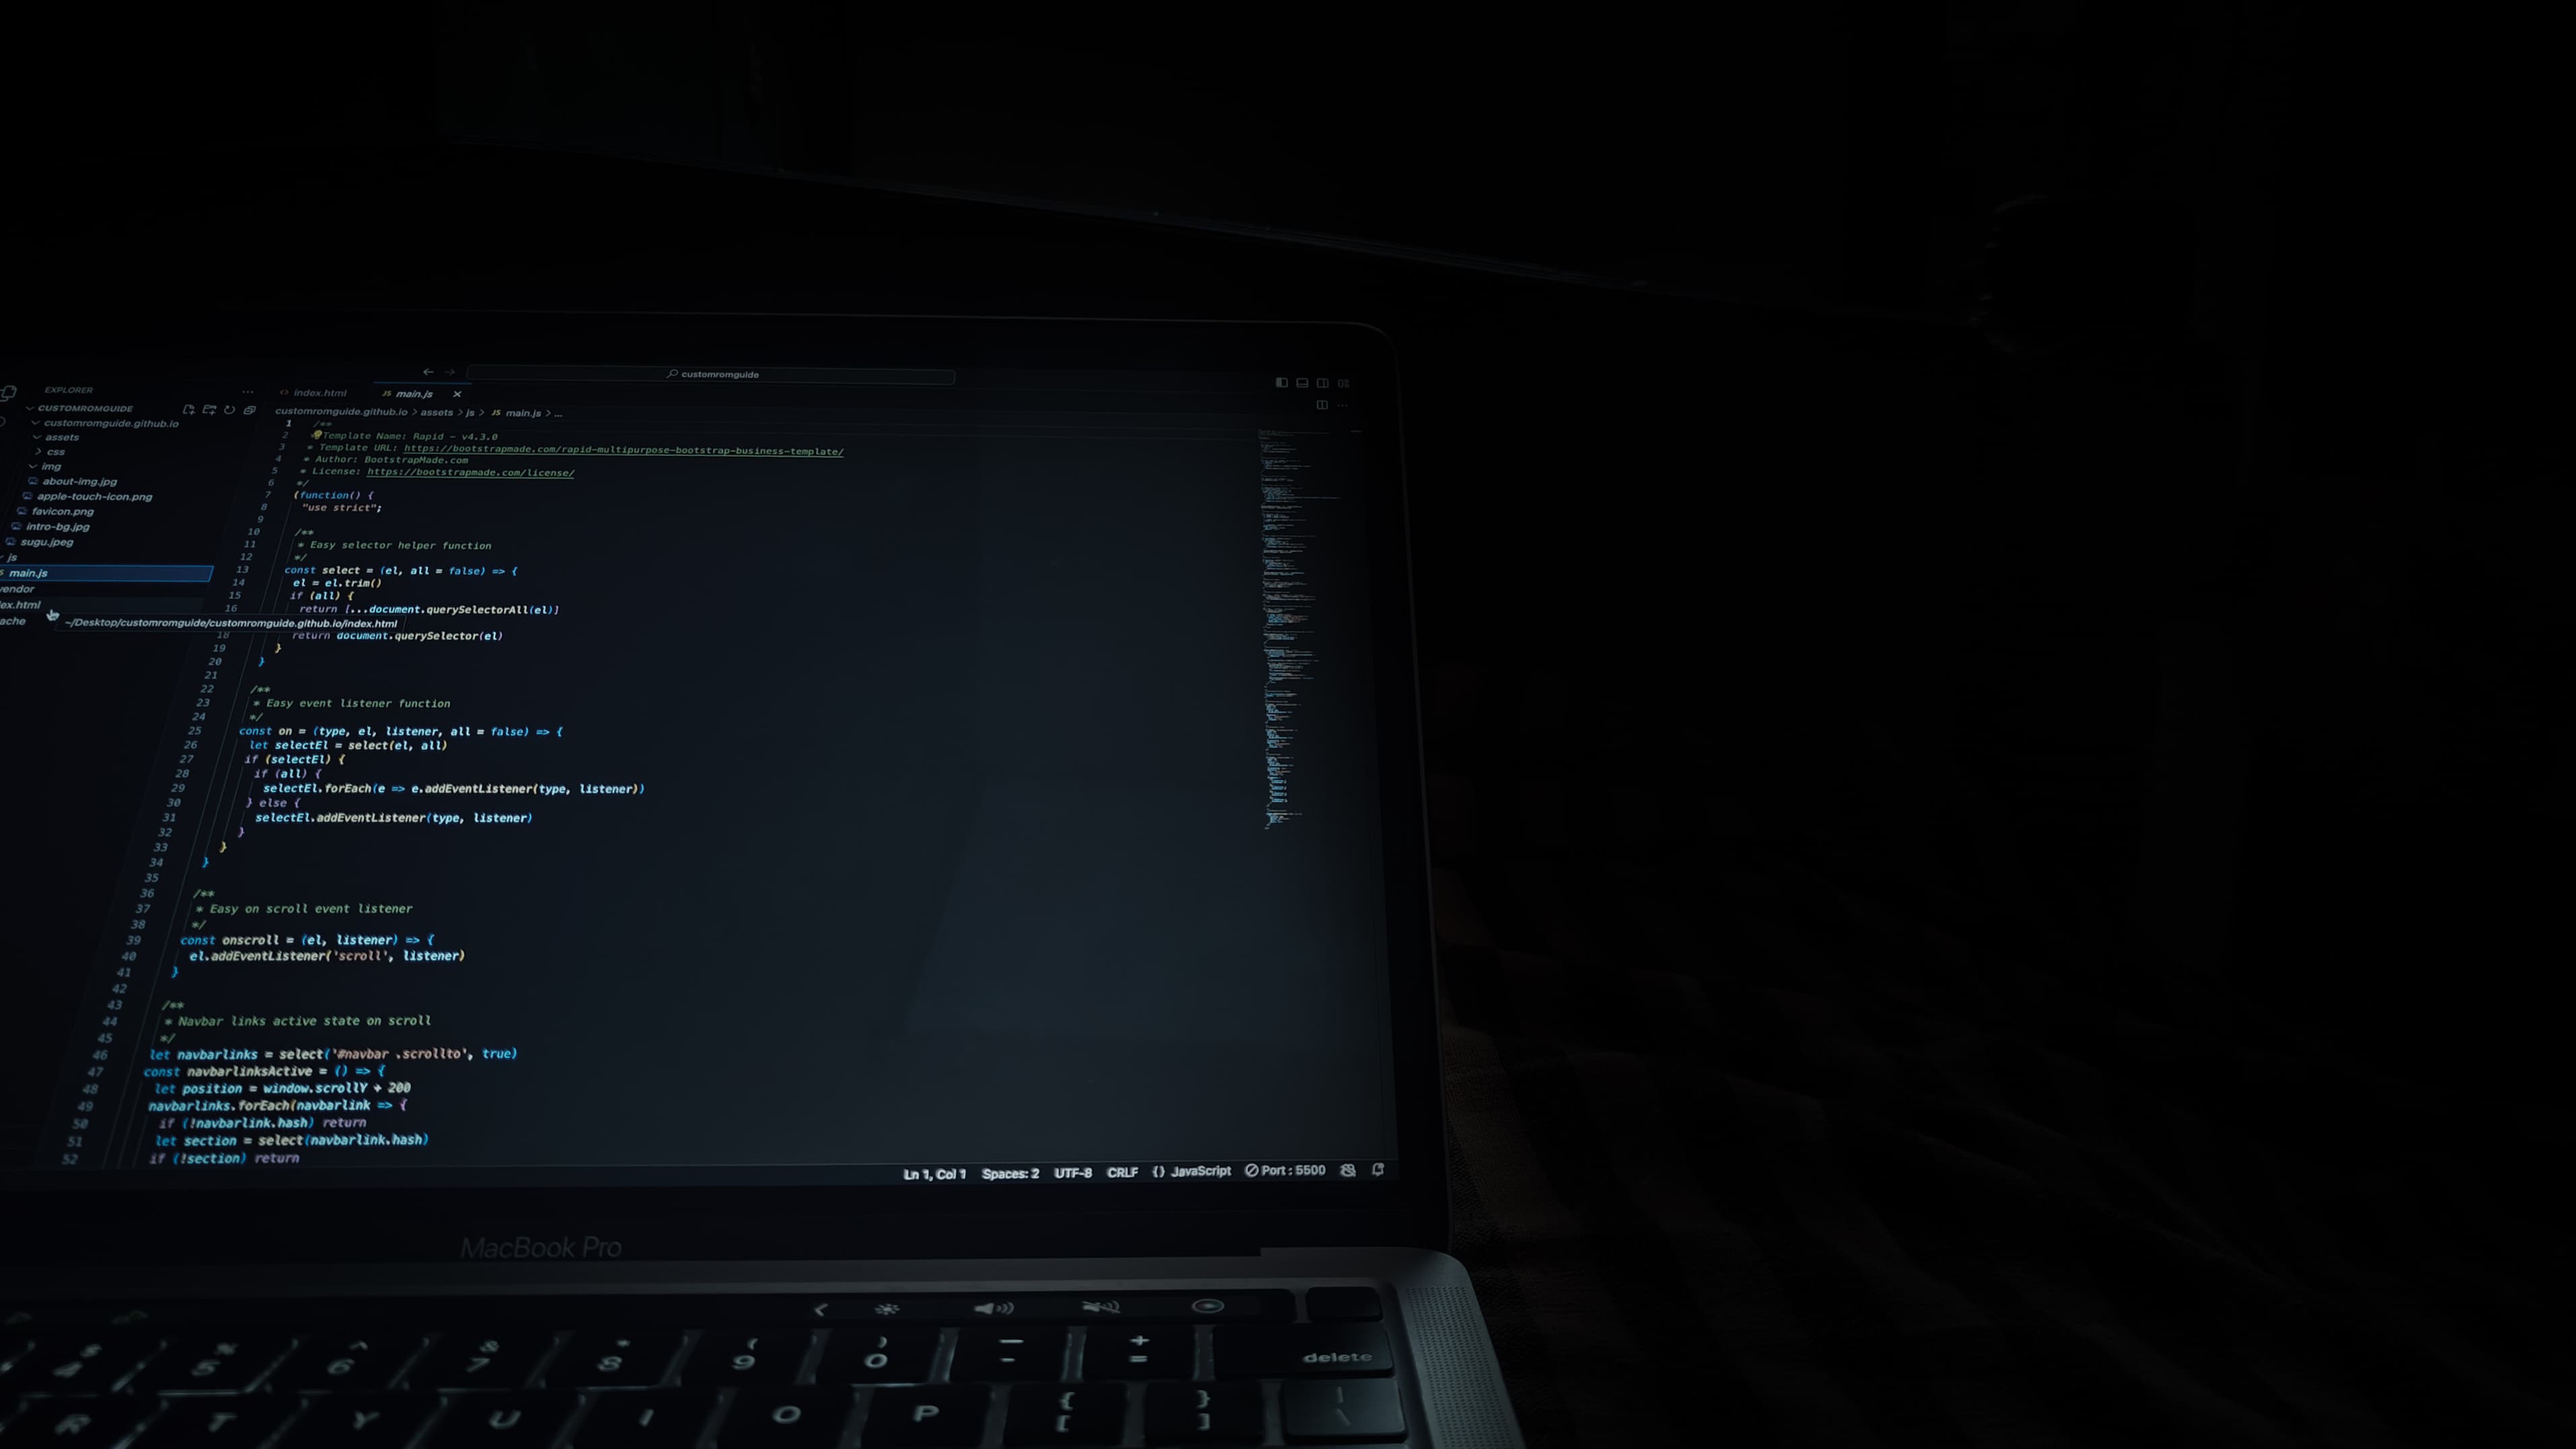 customromguide
EXPLORER
index.html
JS main.js
CUSTOMROMGUIDE
customromguide.github.io > assets > js > JS main.js > ...
customromguide.github.io
assets
css
img
about-img.jpg
apple-touch-icon.png
favicon.png
intro-bg.jpg
sugu.jpeg
js
main.js
~/Desktop/customromguide/customromguide.github.io/index.html
1 /**
2 * Template Name: Rapid - v4.3.0
3 * Template URL: https://bootstrapmade.com/rapid-multipurpose-bootstrap-business-template/
4 * Author: BootstrapMade.com
5 * License: https://bootstrapmade.com/license/
6 */
7 (function() {
8 "use strict";
9
10 /**
11 * Easy selector helper function
12 */
13 const select = (el, all = false) => {
14 el = el.trim()
15 if (all) {
16 return [...document.querySelectorAll(el)]
18 return document.querySelector(el)
19 }
20 }
21
22 /**
23 * Easy event listener function
24 */
25 const on = (type, el, listener, all = false) => {
26 let selectEl = select(el, all)
27 if (selectEl) {
28 if (all) {
29 selectEl.forEach(e => e.addEventListener(type, listener))
30 } else {
31 selectEl.addEventListener(type, listener)
32 }
33 }
34 }
35
36 /**
37 * Easy on scroll event listener
38 */
39 const onscroll = (el, listener) => {
40 el.addEventListener('scroll', listener)
41 }
42
43 /**
44 * Navbar links active state on scroll
45 */
46 let navbarlinks = select('#navbar .scrollto', true)
47 const navbarlinksActive = () => {
48 let position = window.scrollY + 200
49 navbarlinks.forEach(navbarlink => {
50 if (!navbarlink.hash) return
51 let section = select(navbarlink.hash)
52 if (!section) return
Ln 1, Col 1 Spaces: 2 UTF-8 CRLF {} JavaScript Port : 5500
MacBook Pro
$ % ^ & * ( ) — +
4 5 6 7 8 9 0 - = delete
R T Y U I O P { [ } ] | \